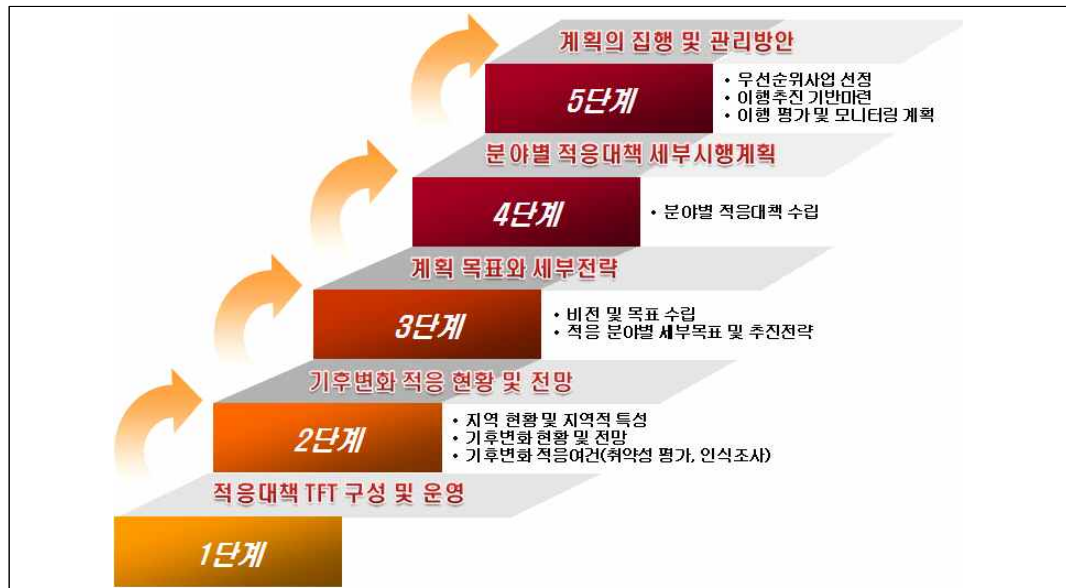 계획의 집행 및 관리방안
5단계
• 우선순위사업 선정
• 이행추진 기반마련
• 이행 평가 및 모니터링 계획
분야별 적응대책 세부시행계획
4단계
• 분야별 적응대책 수립
계획 목표와 세부전략
3단계
• 비전 및 목표 수립
• 적응 분야별 세부목표 및 추진전략
기후변화 적응 현황 및 전망
2단계
• 지역 현황 및 지역적 특성
• 기후변화 현황 및 전망
• 기후변화 적응여건(취약성 평가, 인식조사)
적응대책 TFT 구성 및 운영
1단계